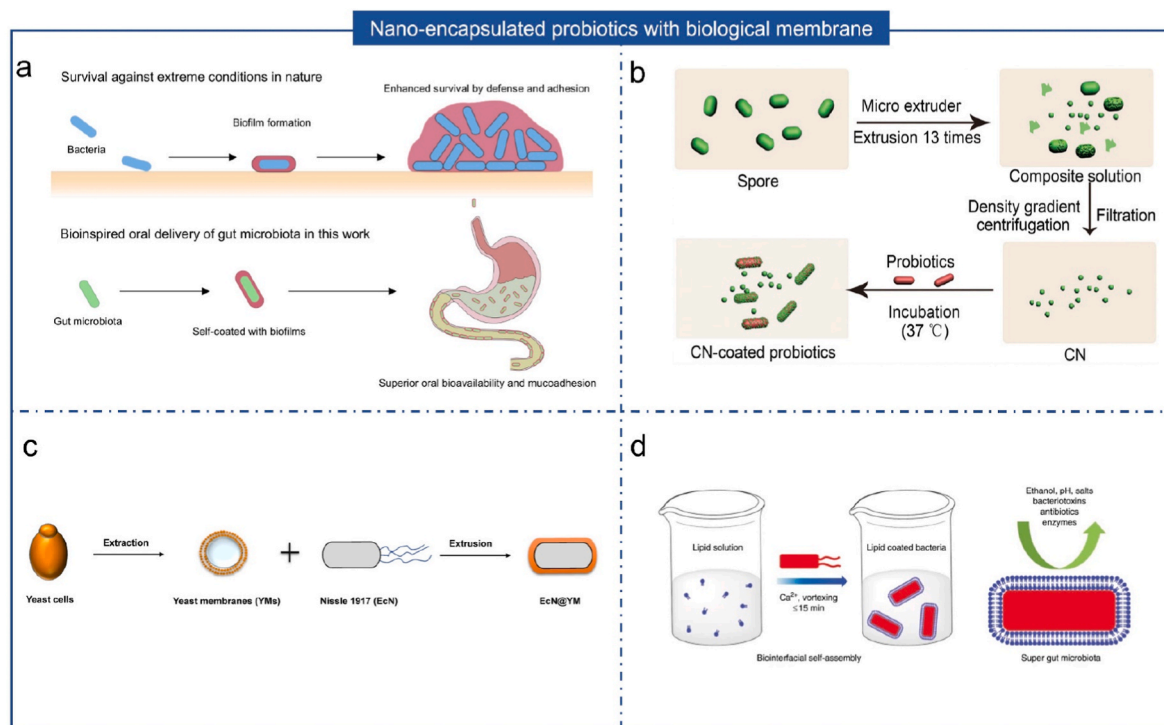 Nano-encapsulated probiotics with biological membrane
a
Survival against extreme conditions in nature
Enhanced survival by defense and adhesion
Biofilm formation
Bacteria
Bioinspired oral delivery of gut microbiota in this work
Gut microbiota
Self-coated with biofilms
Superior oral bioavailability and mucoadhesion
b
Micro extruder
Extrusion 13 times
Spore
Composite solution
Density gradient
centrifugation
Filtration
Probiotics
Incubation
(37 ℃)
CN-coated probiotics
CN
c
Extraction
Extrusion
Yeast cells
Yeast membranes (YMs)
Nissle 1917 (EcN)
EcN@YM
d
Lipid solution
Ca²⁺, vortexing
≤15 min
Lipid coated bacteria
Biointerfacial self-assembly
Ethanol, pH, salts
bacteriotoxins
antibiotics
enzymes
Super gut microbiota